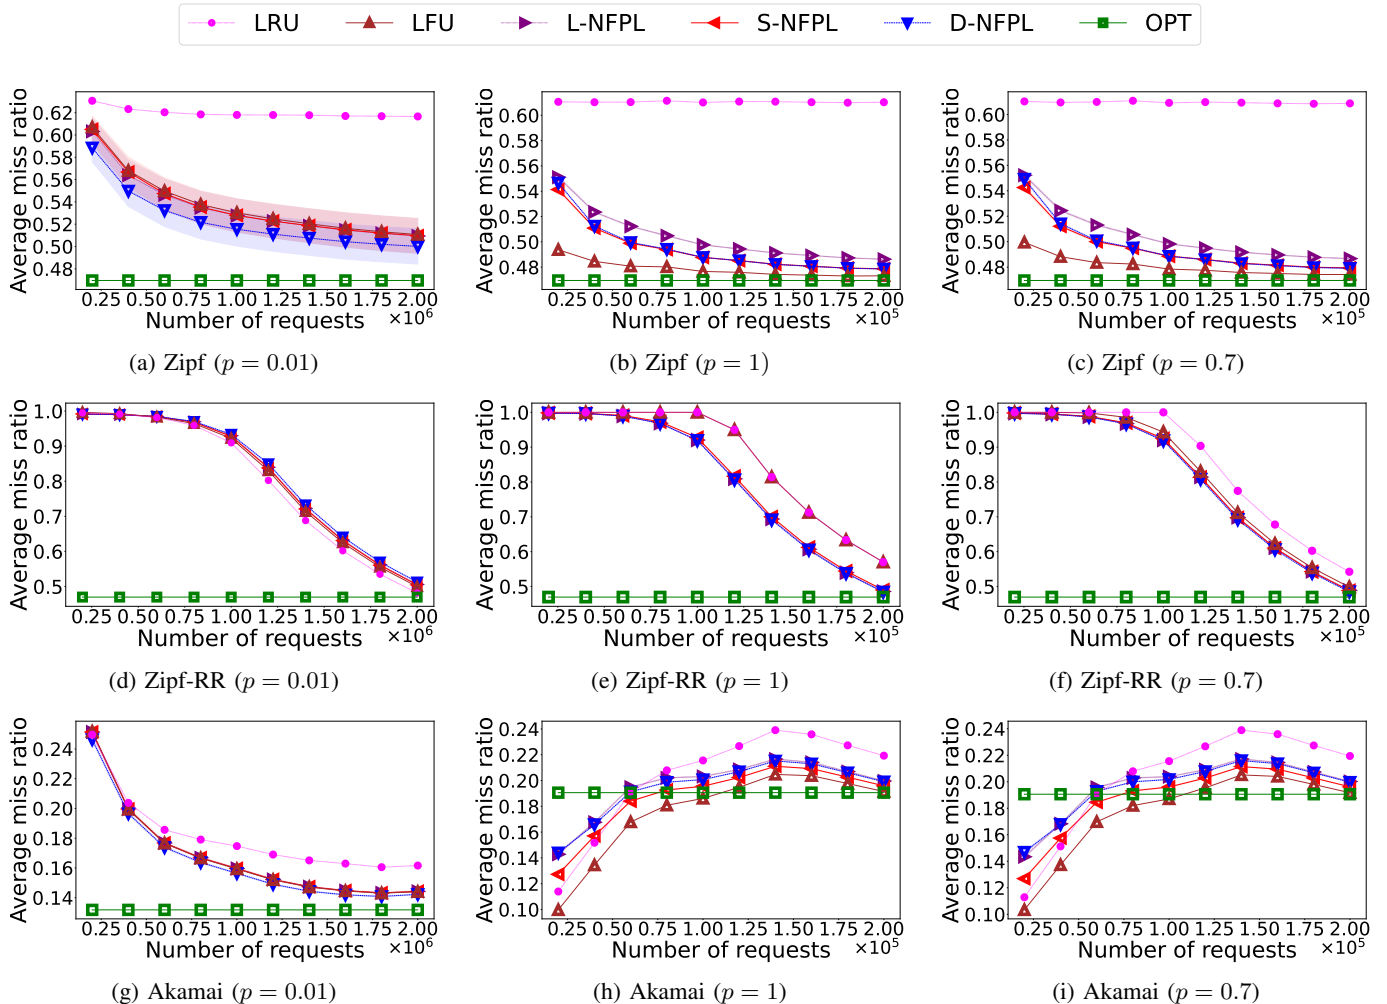 LRU LFU L-NFPL S-NFPL D-NFPL OPT
Average miss ratio
0.62
0.60
0.58
0.56
0.54
0.52
0.50
0.48
0.25 0.50 0.75 1.00 1.25 1.50 1.75 2.00
Number of requests ×10⁶
(a) Zipf (p = 0.01)
Average miss ratio
0.60
0.58
0.56
0.54
0.52
0.50
0.48
0.25 0.50 0.75 1.00 1.25 1.50 1.75 2.00
Number of requests ×10⁵
(b) Zipf (p = 1)
Average miss ratio
0.60
0.58
0.56
0.54
0.52
0.50
0.48
0.25 0.50 0.75 1.00 1.25 1.50 1.75 2.00
Number of requests ×10⁵
(c) Zipf (p = 0.7)
Average miss ratio
1.0
0.9
0.8
0.7
0.6
0.5
0.25 0.50 0.75 1.00 1.25 1.50 1.75 2.00
Number of requests ×10⁶
(d) Zipf-RR (p = 0.01)
Average miss ratio
1.0
0.9
0.8
0.7
0.6
0.5
0.25 0.50 0.75 1.00 1.25 1.50 1.75 2.00
Number of requests ×10⁵
(e) Zipf-RR (p = 1)
Average miss ratio
1.0
0.9
0.8
0.7
0.6
0.5
0.25 0.50 0.75 1.00 1.25 1.50 1.75 2.00
Number of requests ×10⁵
(f) Zipf-RR (p = 0.7)
Average miss ratio
0.24
0.22
0.20
0.18
0.16
0.14
0.25 0.50 0.75 1.00 1.25 1.50 1.75 2.00
Number of requests ×10⁶
(g) Akamai (p = 0.01)
Average miss ratio
0.24
0.22
0.20
0.18
0.16
0.14
0.12
0.10
0.25 0.50 0.75 1.00 1.25 1.50 1.75 2.00
Number of requests ×10⁵
(h) Akamai (p = 1)
Average miss ratio
0.24
0.22
0.20
0.18
0.16
0.14
0.12
0.10
0.25 0.50 0.75 1.00 1.25 1.50 1.75 2.00
Number of requests ×10⁵
(i) Akamai (p = 0.7)